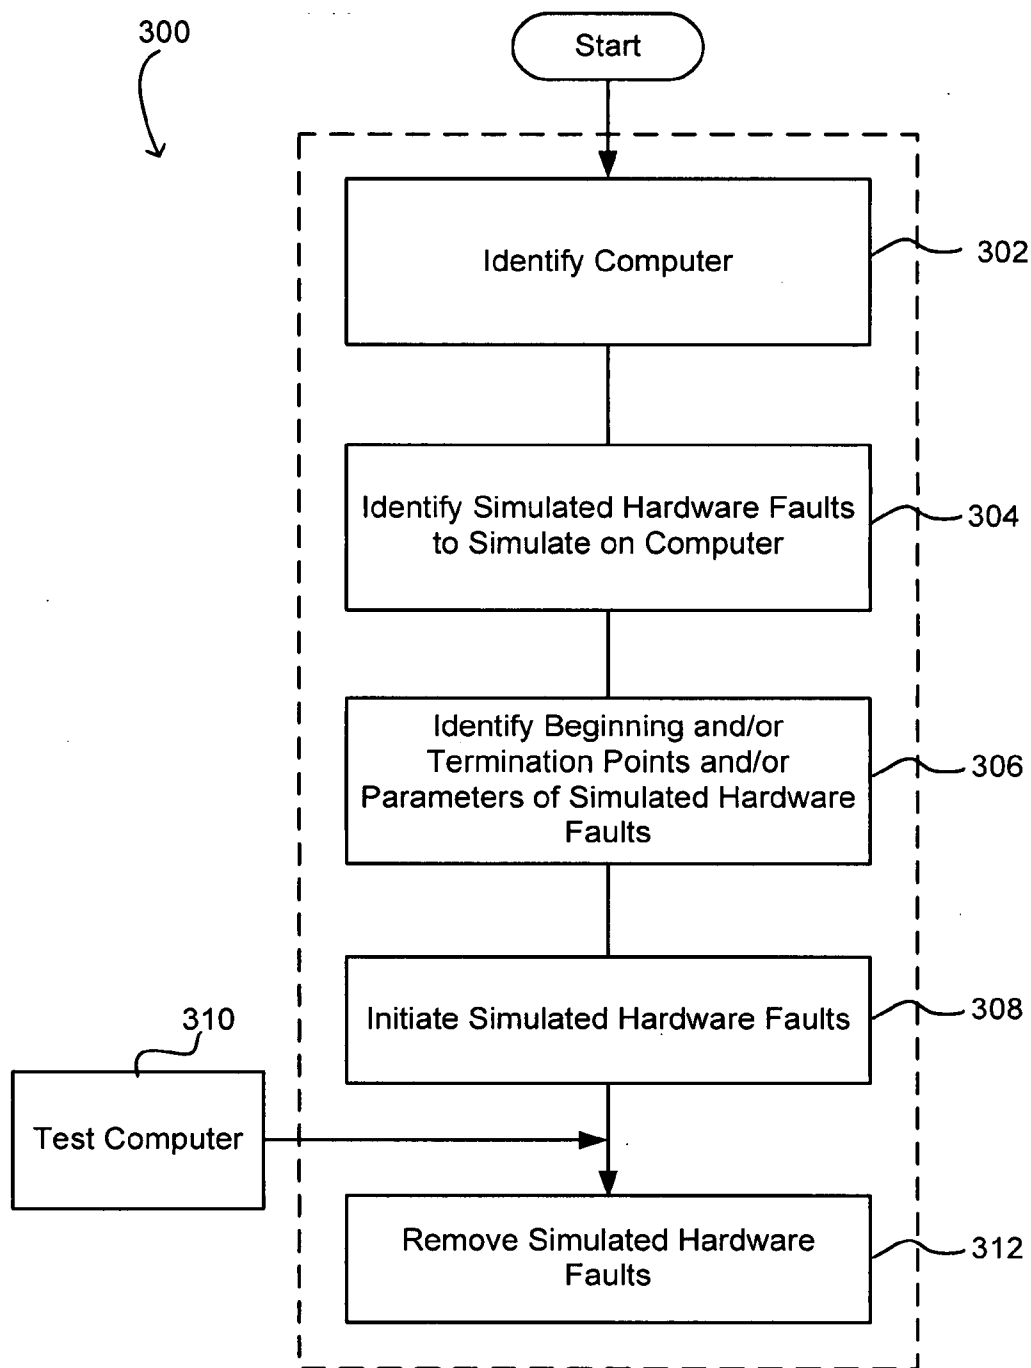 300
Start
Identify Computer
302
Identify Simulated Hardware Faults
to Simulate on Computer
304
Identify Beginning and/or
Termination Points and/or
Parameters of Simulated Hardware
Faults
306
Initiate Simulated Hardware Faults
308
310
Test Computer
Remove Simulated Hardware
Faults
312